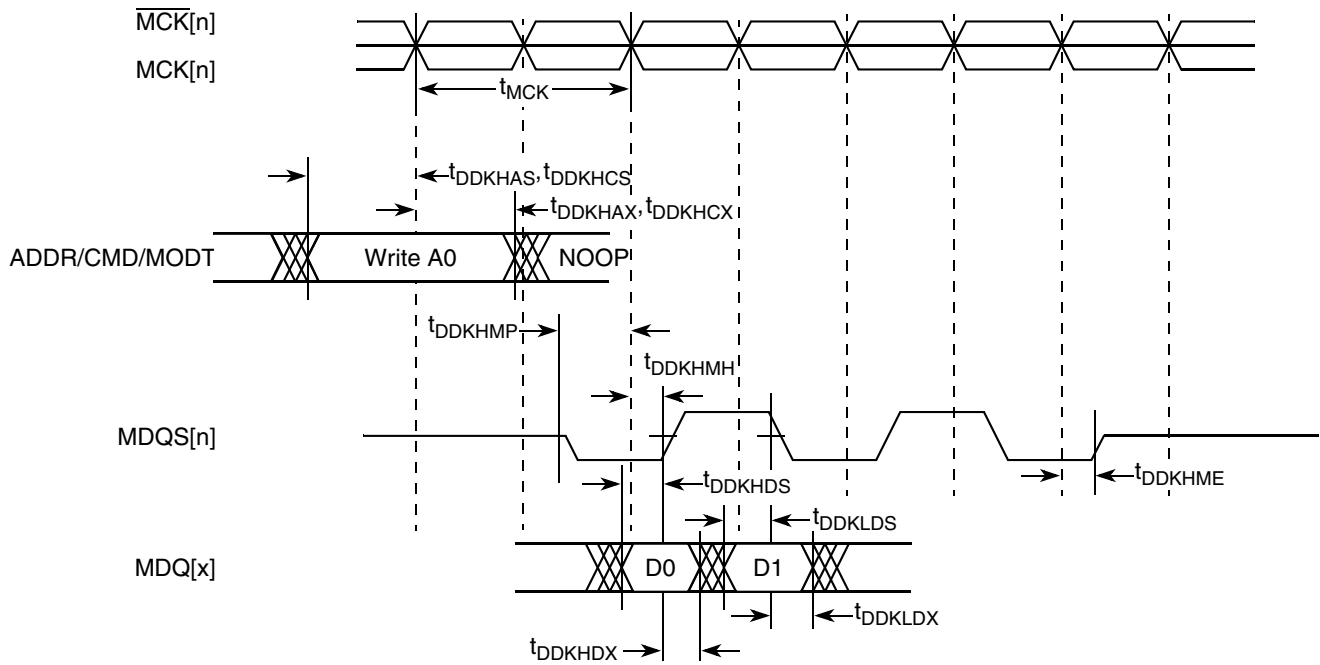 MCK[n]
MCK[n]
tMCK
tDDKHAS,tDDKHCS
tDDKHAX,tDDKHCX
ADDR/CMD/MODT
Write A0
NOOP
tDDKHMP
tDDKHMH
MDQS[n]
tDDKHME
tDDKHDS
tDDKLDS
MDQ[x]
D0
D1
tDDKLDX
tDDKHDX